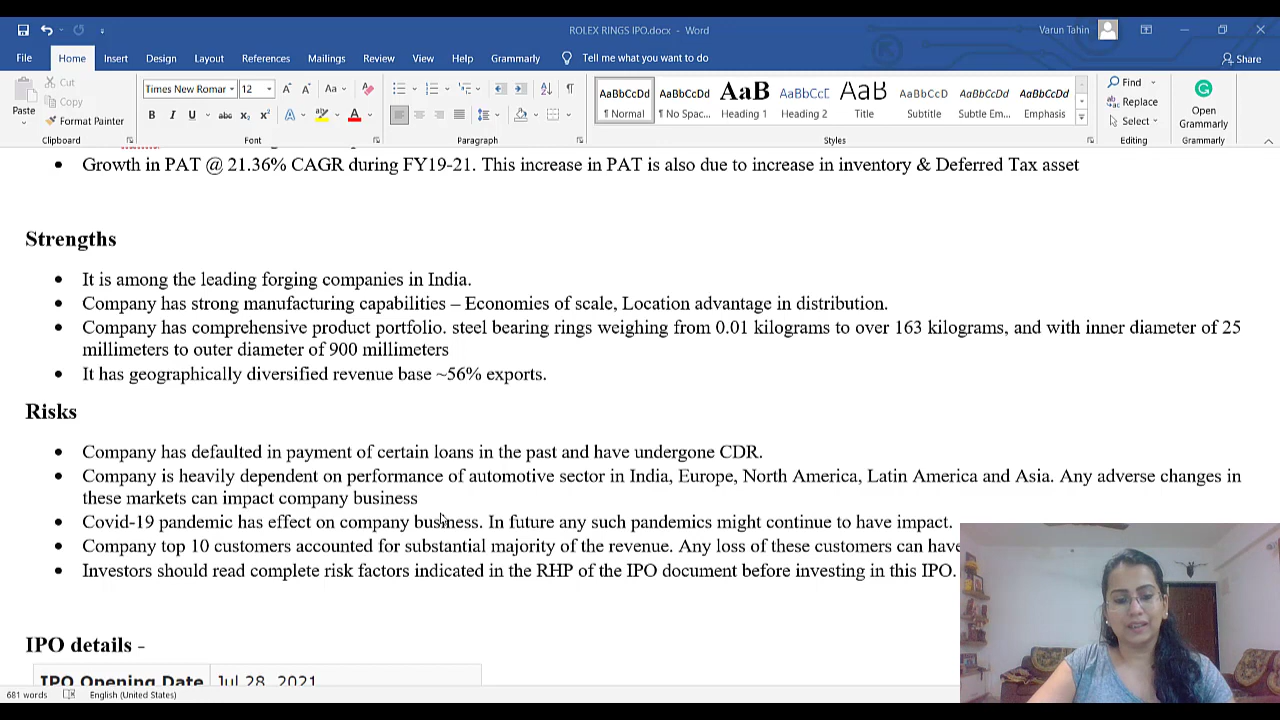 ROLEX RINGS IPO.docx - Word
Varun Tahin
File Home Insert Design Layout References Mailings Review View Help Grammarly Tell me what you want to do Share
Paste
Cut
Copy
Format Painter
Clipboard
Times New Romar 12
Font
Paragraph
AaBbCcDd ¶ Normal
AaBbCcDd ¶ No Spac...
AaB Heading 1
AaBbCcD Heading 2
AaB Title
AaBbCcD Subtitle
AaBbCcDd Subtle Em...
AaBbCcDd Emphasis
Styles
Find
Replace
Select
Editing
Open Grammarly
Grammarly
• Growth in PAT @ 21.36% CAGR during FY19-21. This increase in PAT is also due to increase in inventory & Deferred Tax asset
Strengths
• It is among the leading forging companies in India.
• Company has strong manufacturing capabilities – Economies of scale, Location advantage in distribution.
• Company has comprehensive product portfolio. steel bearing rings weighing from 0.01 kilograms to over 163 kilograms, and with inner diameter of 25
millimeters to outer diameter of 900 millimeters
• It has geographically diversified revenue base ~56% exports.
Risks
• Company has defaulted in payment of certain loans in the past and have undergone CDR.
• Company is heavily dependent on performance of automotive sector in India, Europe, North America, Latin America and Asia. Any adverse changes in
these markets can impact company business
• Covid-19 pandemic has effect on company business. In future any such pandemics might continue to have impact.
• Company top 10 customers accounted for substantial majority of the revenue. Any loss of these customers can have
• Investors should read complete risk factors indicated in the RHP of the IPO document before investing in this IPO.
IPO details -
IPO Opening Date Jul 28, 2021
681 words English (United States)